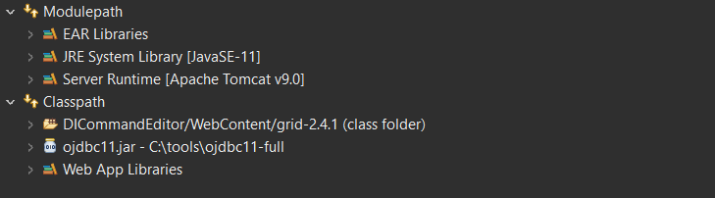 Modulepath
EAR Libraries
JRE System Library [JavaSE-11]
Server Runtime [Apache Tomcat v9.0]
Classpath
DICommandEditor/WebContent/grid-2.4.1 (class folder)
ojdbc11.jar - C:\tools\ojdbc11-full
Web App Libraries